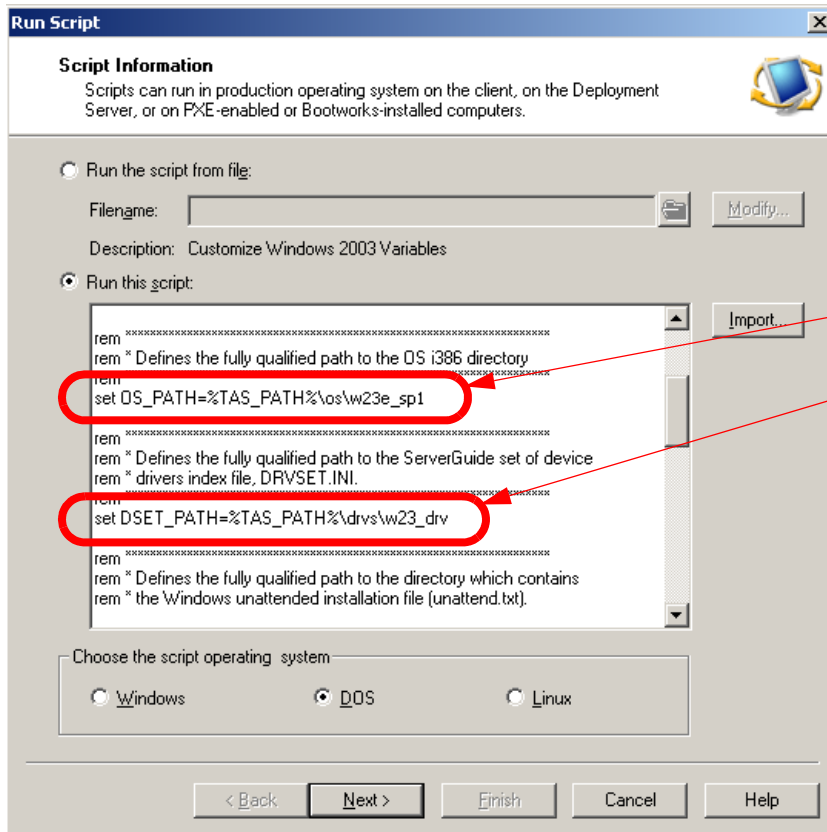 Run Script
Script Information
Scripts can run in production operating system on the client, on the Deployment
Server, or on PXE-enabled or Bootworks-installed computers.
Run the script from file:
Filename:
Modify...
Description: Customize Windows 2003 Variables
Run this script:
Import...
rem ********************************************************************
rem * Defines the fully qualified path to the OS i386 directory
rem ********************************************************************
set OS_PATH=%TAS_PATH%\os\w23e_sp1
rem ********************************************************************
rem * Defines the fully qualified path to the ServerGuide set of device
rem * drivers index file, DRVSET.INI.
rem ********************************************************************
set DSET_PATH=%TAS_PATH%\drvs\w23_drv
rem ********************************************************************
rem * Defines the fully qualified path to the directory which contains
rem * the Windows unattended installation file (unattend.txt).
Choose the script operating system
Windows
DOS
Linux
< Back
Next >
Finish
Cancel
Help